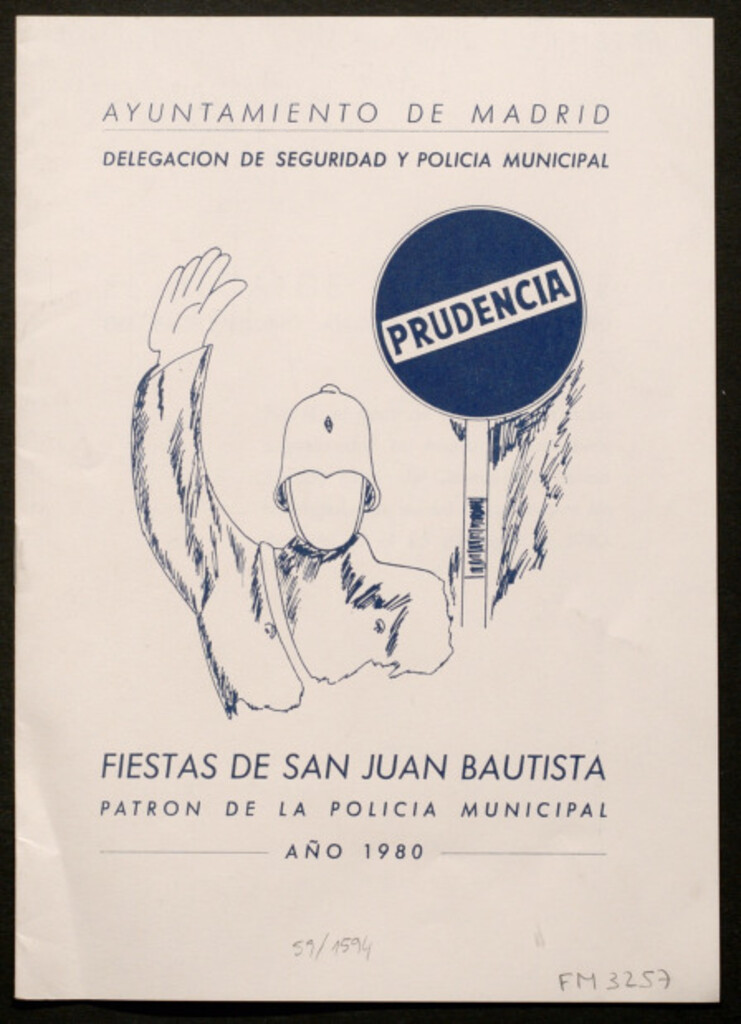 AYUNTAMIENTO DE MADRID
DELEGACION DE SEGURIDAD Y POLICIA MUNICIPAL
PRUDENCIA
FIESTAS DE SAN JUAN BAUTISTA
PATRON DE LA POLICIA MUNICIPAL
AÑO 1980
59/1594
FM 3257